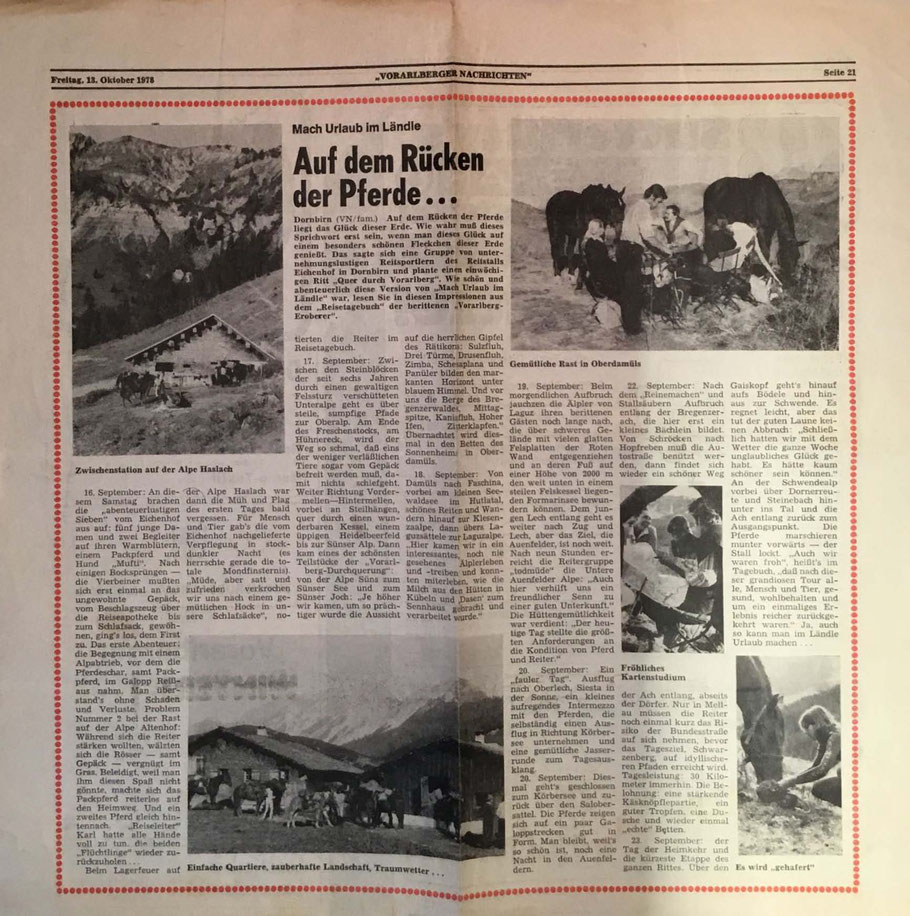 Freitag, 13. Oktober 1978
„VORARLBERGER NACHRICHTEN“
Seite 21
Mach Urlaub im Ländle
Auf dem Rücken
der Pferde...
Dornbirn (VN/fam.) Auf dem Rücken der Pferde
liegt das Glück dieser Erde. Wie wahr muß dieses
Sprichwort erst sein, wenn man dieses Glück auf
einem besonders schönen Fleckchen dieser Erde
genießt. Das sagte sich eine Gruppe von unter-
nehmungslustigen Reitsportlern des Reitstalls
Eichenhof in Dornbirn und plante einen einwöchi-
gen Ritt „Quer durch Vorarlberg“. Wie schön und
abenteuerlich diese Version von „Mach Urlaub im
Ländle“ war, lesen Sie in diesen Impressionen aus
dem „Reisetagebuch“ der berittenen „Vorarlberg-
Eroberer“.
Zwischenstation auf der Alpe Haslach
Gemütliche Rast in Oberdamüls
16. September: An die-
sem Samstag brachen
die „abenteuerlustigen
Sieben“ vom Eichenhof
aus auf: fünf junge Da-
men und zwei Begleiter
auf ihren Warmblütern,
einem Packpferd und
Hund „Mufti“. Nach
einigen Bocksprüngen —
die Vierbeiner mußten
sich erst einmal an das
ungewohnte Gepäck,
vom Beschlagszeug über
die Reiseapotheke bis
zum Schlafsack, gewöh-
nen, ging's los, dem First
zu. Das erste Abenteuer:
die Begegnung mit einem
Alpabtrieb, vor dem die
Pferdeschar, samt Pack-
pferd, im Galopp Reiß-
aus nahm. Man über-
stand's ohne Schaden
und Verluste. Problem
Nummer 2 bei der Rast
auf der Alpe Altenhof:
Während sich die Reiter
stärken wollten, wälzten
sich die Rösser — samt
Gepäck — vergnügt im
Gras. Beleidigt, weil man
ihm diesen Spaß nicht
gönnte, machte sich das
Packpferd reiterlos auf
den Heimweg. Und ein
zweites Pferd gleich hin-
tennach. „Reiseleiter“
Karl hatte alle Hände
voll zu tun, die beiden
„Flüchtlinge“ wieder zu-
rückzuholen...
Beim Lagerfeuer auf
der Alpe Haslach war
dann die Müh und Plag
des ersten Tages bald
vergessen. Für Mensch
und Tier gab's die vom
Eichenhof nachgelieferte
Verpflegung in stock-
dunkler Nacht (es
herrschte gerade die to-
tale Mondfinsternis).
„Müde, aber satt und
zufrieden verkrochen
wir uns nach einem ge-
mütlichen Hock in un-
sere Schlafsäcke“, no-
tierten die Reiter im
Reisetagebuch.
17. September: Zwi-
schen den Steinblöcken
der seit sechs Jahren
durch einen gewaltigen
Felssturz verschütteten
Unteralpe geht es über
steile, sumpfige Pfade
zur Oberalp. Am Ende
des Freschenstocks, am
Hühnereck, wird der
Weg so schmal, daß eins
der weniger verläßlichen
Tiere sogar vom Gepäck
befreit werden muß, da-
mit nichts schiefgeht.
Weiter Richtung Vorder-
mellen—Hintermellen,
vorbei an Steilhängen,
quer durch einen wun-
derbaren Kessel, einem
üppigen Heidelbeerfeld
bis zur Sünser Alp. Dann
kam eines der schönsten
Teilstücke der „Vorarl-
berg-Durchquerung“:
von der Alpe Süns zum
Sünser See und zum
Sünser Joch: „Je höher
wir kamen, um so präch-
tiger wurde die Aussicht
auf die herrlichen Gipfel
des Rätikons: Sulzfluh,
Drei Türme, Drusenfluh,
Zimba, Schesaplana und
Panüler bilden den mar-
kanten Horizont unter
blauem Himmel. Und vor
uns die Berge des Breg-
enzerwaldes, Mittag-
spitze, Kanisfluh, Hoher
Ifen, Zitterklapfen.“
Übernachtet wird dies-
mal in den Betten des
Sonnenheims in Ober-
damüls.
18. September: Von
Damüls nach Faschina,
vorbei am kleinen See-
waldsee im Hutlatal,
schönes Reiten und Wan-
dern hinauf zur Klesen-
zaalpe, dann übers La-
guzsättele zur Laguzalpe.
„Hier kamen wir in ein
interessantes, noch nie
gesehenes Alplerleben
und -treiben und konn-
ten miterleben, wie die
Milch aus den Hütten in
Kübeln und „Dasen“ zum
Sennhaus gebracht und
verarbeitet wurde.“
19. September: Beim
morgendlichen Aufbruch
jauchzen die Älpler von
Laguz ihren berittenen
Gästen noch lange nach,
die über schweres Ge-
lände mit vielen glatten
Felsplatten der Roten
Wand entgegenziehen
und an deren Fuß auf
einer Höhe von 2000 m
den weit unten in einem
steilen Felskessel liegen-
den Formarinsee bewun-
dern können. Dem jun-
gen Lech entlang geht es
weiter nach Zug und
Lech, aber das Ziel, die
Auenfelder, ist noch weit.
Nach neun Stunden er-
reicht die Reitergruppe
„todmüde“ die Untere
Auenfelder Alpe: „Auch
hier verhilft uns ein
freundlicher Senn zu
einer guten Unterkunft.“
Die Hüttengemütlichkeit
war verdient: „Der heu-
tige Tag stellte die größ-
ten Anforderungen an
die Kondition von Pferd
und Reiter.“
20. September: Ein
„fauler Tag“. Ausflug
nach Oberlech, Siesta in
der Sonne, ein kleines
aufregendes Intermezzo
mit den Pferden, die
selbständig einen Aus-
flug in Richtung Körber-
see unternehmen und
eine gemütliche Jasser-
runde zum Tagesaus-
klang.
20. September: Dies-
mal geht's geschlossen
zum Körbersee und zu-
rück über den Salober-
sattel. Die Pferde zeigen
sich auf ein paar Ga-
loppstrecken gut in
Form. Man bleibt, weil's
so schön ist, noch eine
Nacht in den Auenfel-
dern.
22. September: Nach
dem „Reinemachen“ und
Stallsäubern Aufbruch
entlang der Bregenzer-
ach, die hier erst ein
kleines Bächlein bildet.
Von Schröcken nach
Hopfreben muß die Au-
tostraße benützt wer-
den, dann findet sich
wieder ein schöner Weg
Fröhliches
Kartenstudium
der Ach entlang, abseits
der Dörfer. Nur in Mel-
lau müssen die Reiter
noch einmal kurz das Ri-
siko der Bundesstraße
auf sich nehmen, bevor
das Tagesziel, Schwar-
zenberg, auf idyllische-
ren Pfaden erreicht wird.
Tagesleistung: 30 Kilo-
meter immerhin. Die Be-
lohnung: eine stärkende
Käsknöpflepartie, ein
guter Tropfen, eine Du-
sche und wieder einmal
„echte“ Betten.
23. September: der
Tag der Heimkehr und
die kürzeste Etappe des
ganzen Rittes. Über den
Gaiskopf geht's hinauf
aufs Bödele und hin-
aus zur Schwende. Es
regnet leicht, aber das
tut der guten Laune kei-
nen Abbruch: „Schließ-
lich hatten wir mit dem
Wetter die ganze Woche
unglaubliches Glück ge-
habt. Es hätte kaum
schöner sein können.“
An der Schwendealp
vorbei über Dornerreu-
te und Steinebach hin-
unter ins Tal und die
Ach entlang zurück zum
Ausgangspunkt. Die
Pferde marschieren
munter vorwärts — der
Stall lockt. „Auch wir
waren froh“, heißt's im
Tagebuch, „daß nach die-
ser grandiosen Tour al-
le, Mensch und Tier, ge-
sund, wohlbehalten und
um ein einmaliges Er-
lebnis reicher zurückge-
kehrt waren.“ Ja, auch
so kann man im Ländle
Urlaub machen...
Einfache Quartiere, zauberhafte Landschaft, Traumwetter...
Es wird „gehafert“